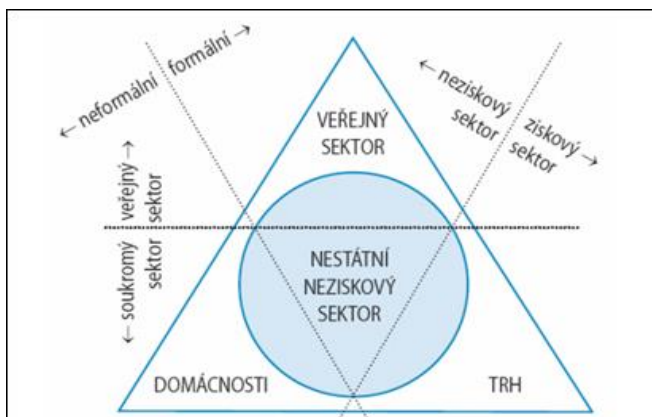 ← neformální formální →
← neziskový ziskový →
sektor sektor
VEŘEJNÝ
SEKTOR
← soukromý veřejný →
sektor sektor
NESTÁTNÍ
NEZISKOVÝ
SEKTOR
DOMÁCNOSTI
TRH